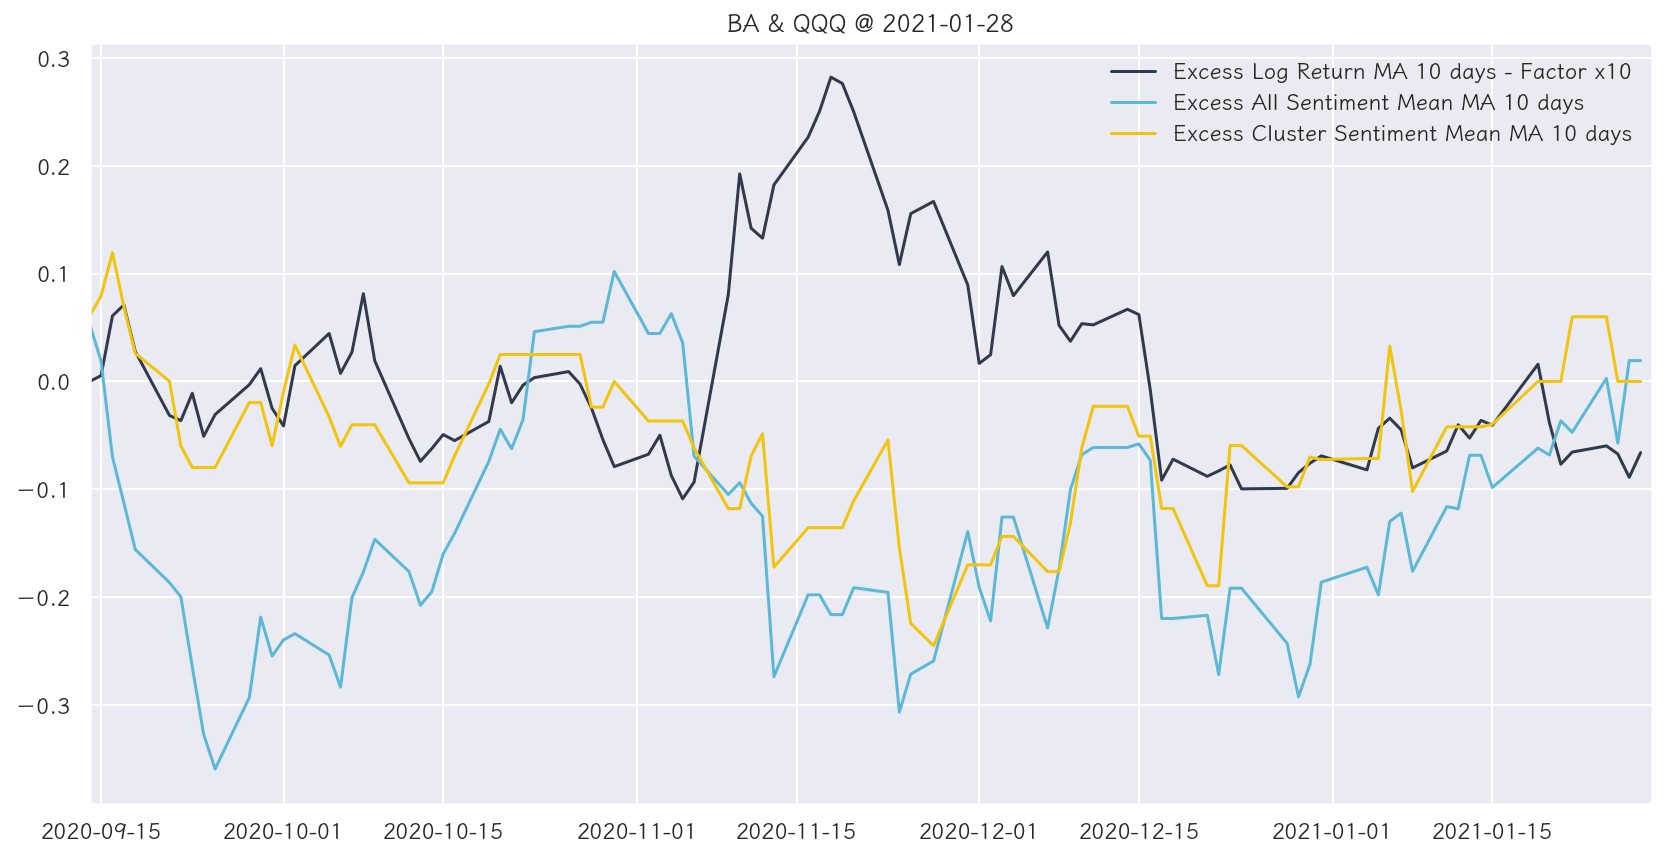 BA & QQQ @ 2021-01-28
Excess Log Return MA 10 days - Factor x10
Excess All Sentiment Mean MA 10 days
Excess Cluster Sentiment Mean MA 10 days
0.3
0.2
0.1
0.0
−0.1
−0.2
−0.3
2020-09-15 2020-10-01 2020-10-15 2020-11-01 2020-11-15 2020-12-01 2020-12-15 2021-01-01 2021-01-15